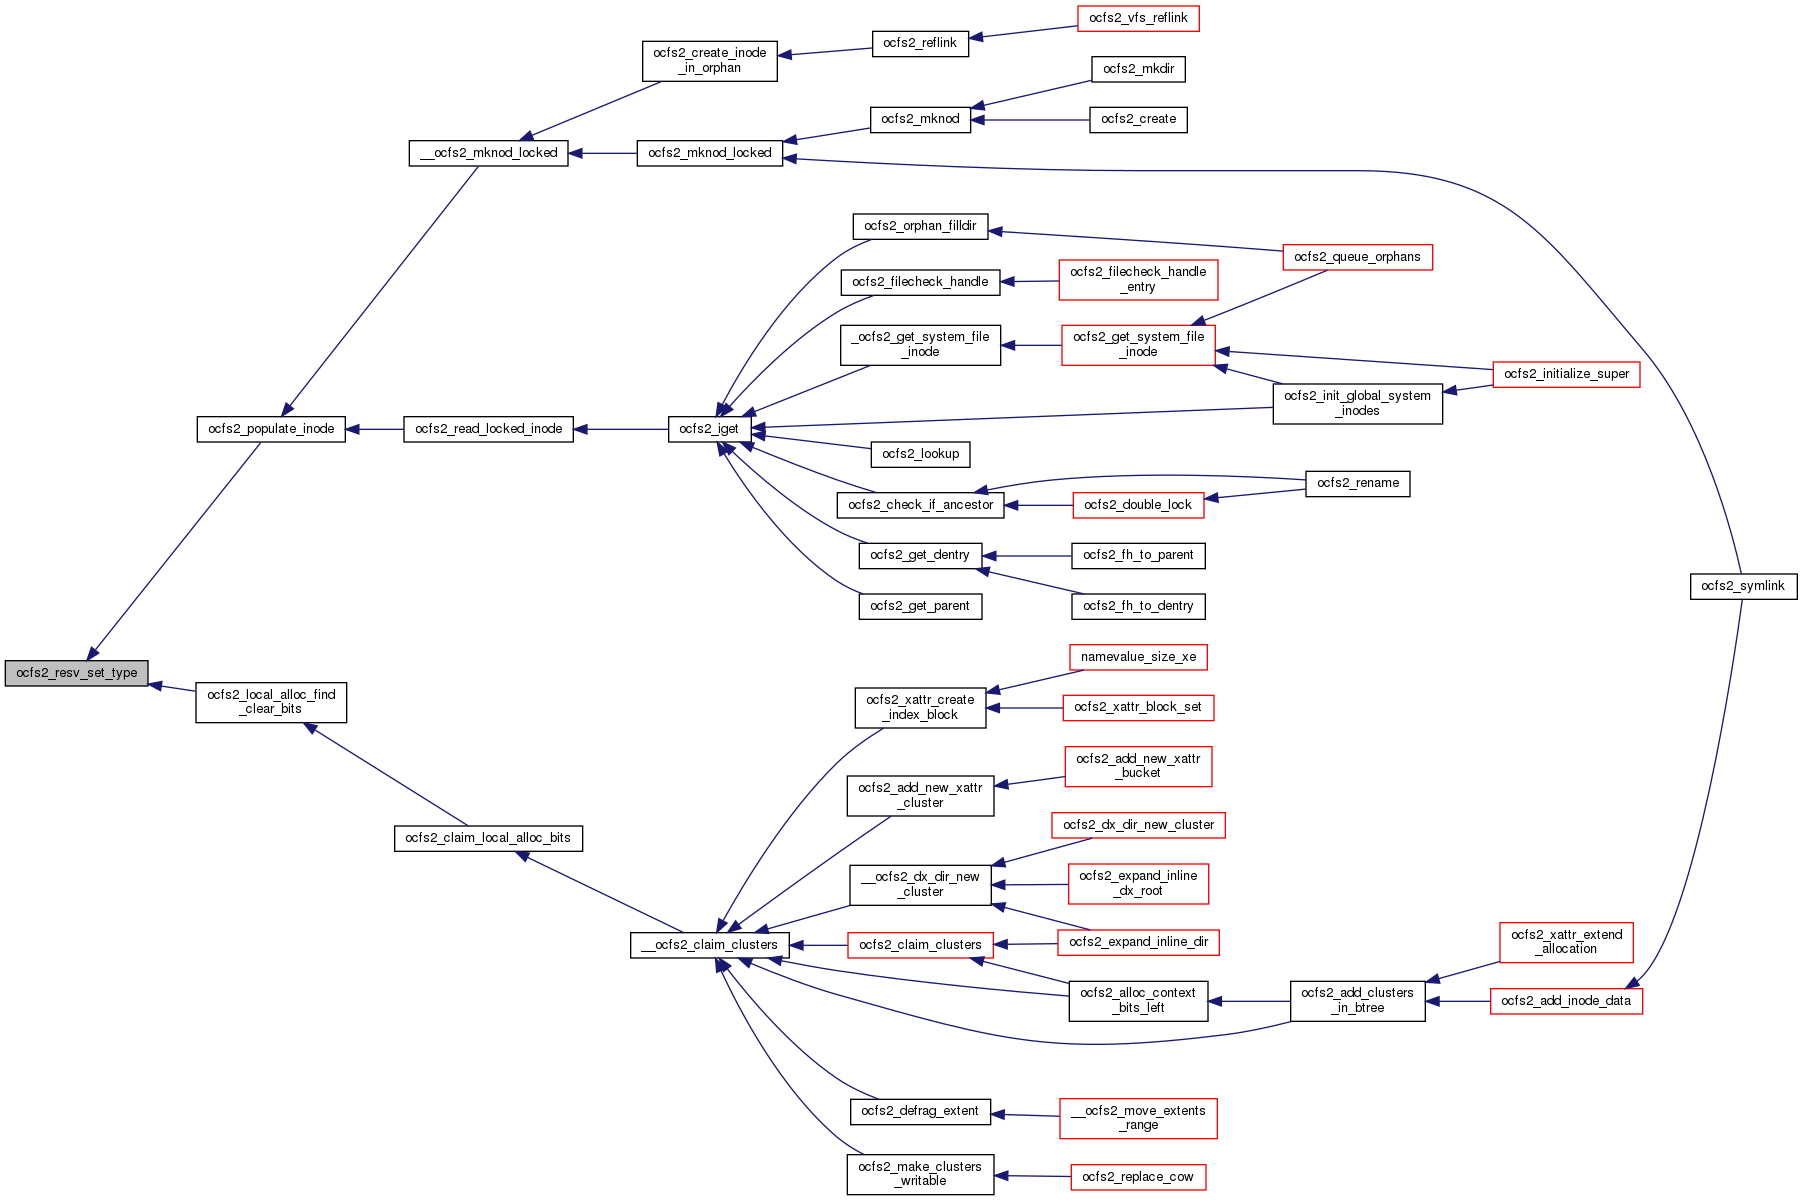 ocfs2_vfs_reflink
ocfs2_create_inode
_in_orphan
ocfs2_reflink
ocfs2_mkdir
ocfs2_mknod
ocfs2_create
__ocfs2_mknod_locked
ocfs2_mknod_locked
ocfs2_orphan_filldir
ocfs2_queue_orphans
ocfs2_filecheck_handle
ocfs2_filecheck_handle
_entry
_ocfs2_get_system_file
_inode
ocfs2_get_system_file
_inode
ocfs2_initialize_super
ocfs2_init_global_system
_inodes
ocfs2_populate_inode
ocfs2_read_locked_inode
ocfs2_iget
ocfs2_lookup
ocfs2_rename
ocfs2_check_if_ancestor
ocfs2_double_lock
ocfs2_get_dentry
ocfs2_fh_to_parent
ocfs2_symlink
ocfs2_get_parent
ocfs2_fh_to_dentry
ocfs2_resv_set_type
namevalue_size_xe
ocfs2_local_alloc_find
_clear_bits
ocfs2_xattr_create
_index_block
ocfs2_xattr_block_set
ocfs2_add_new_xattr
_bucket
ocfs2_add_new_xattr
_cluster
ocfs2_claim_local_alloc_bits
ocfs2_dx_dir_new_cluster
__ocfs2_dx_dir_new
_cluster
ocfs2_expand_inline
_dx_root
__ocfs2_claim_clusters
ocfs2_claim_clusters
ocfs2_expand_inline_dir
ocfs2_xattr_extend
_allocation
ocfs2_alloc_context
_bits_left
ocfs2_add_clusters
_in_btree
ocfs2_add_inode_data
ocfs2_defrag_extent
__ocfs2_move_extents
_range
ocfs2_make_clusters
_writable
ocfs2_replace_cow